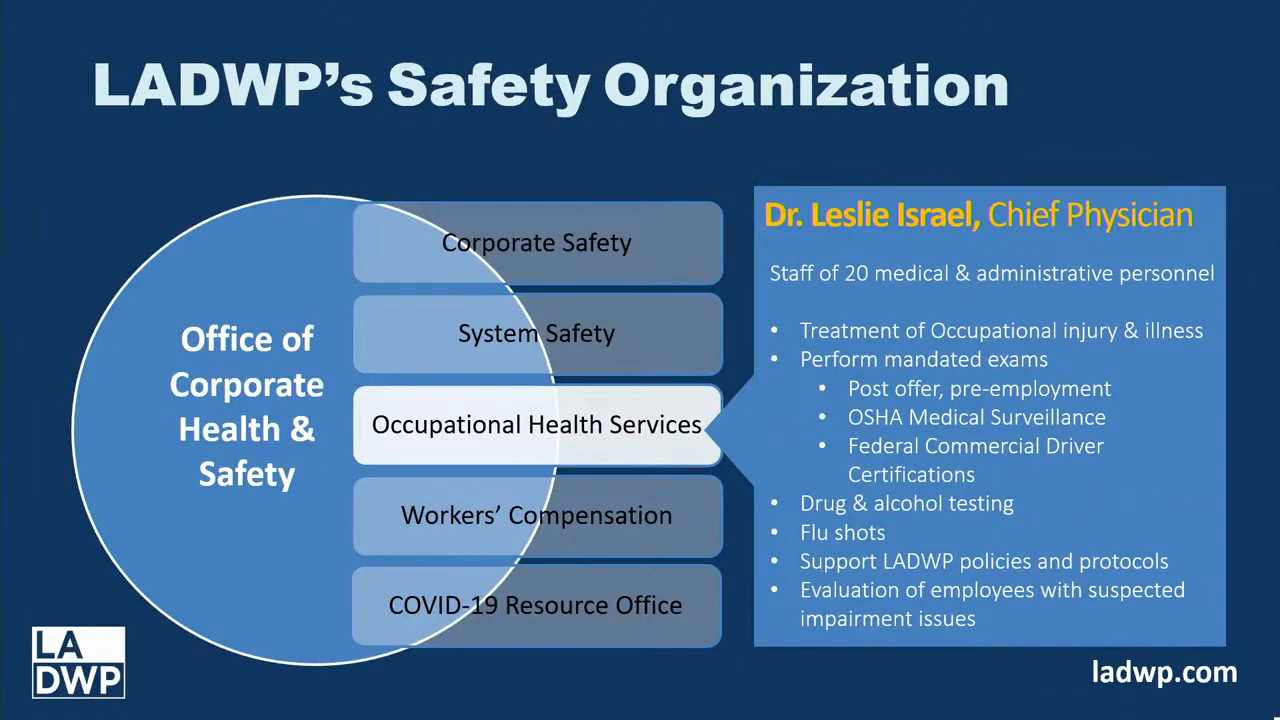 LADWP’s Safety Organization
Office of
Corporate
Health &
Safety
Corporate Safety
System Safety
Occupational Health Services
Workers’ Compensation
COVID-19 Resource Office
Dr. Leslie Israel, Chief Physician
Staff of 20 medical & administrative personnel
• Treatment of Occupational injury & illness
• Perform mandated exams
• Post offer, pre-employment
• OSHA Medical Surveillance
• Federal Commercial Driver
Certifications
• Drug & alcohol testing
• Flu shots
• Support LADWP policies and protocols
• Evaluation of employees with suspected
impairment issues
LA
DWP
ladwp.com